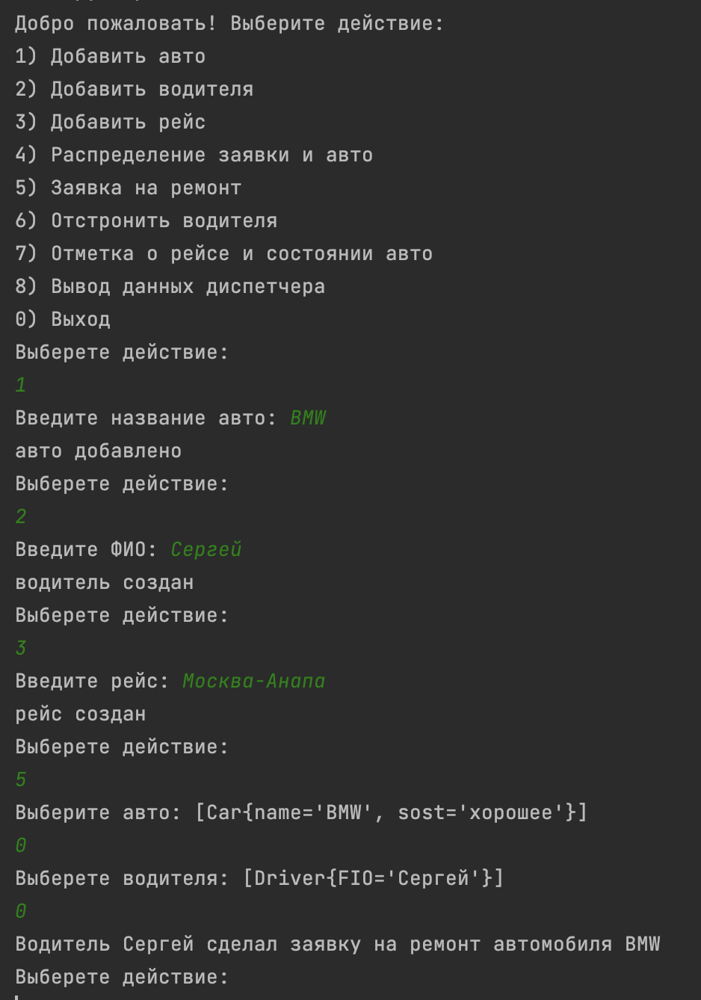 Добро пожаловать! Выберите действие:
1) Добавить авто
2) Добавить водителя
3) Добавить рейс
4) Распределение заявки и авто
5) Заявка на ремонт
6) Отстронить водителя
7) Отметка о рейсе и состоянии авто
8) Вывод данных диспетчера
0) Выход
Выберете действие:
1
Введите название авто: BMW
авто добавлено
Выберете действие:
2
Введите ФИО: Сергей
водитель создан
Выберете действие:
3
Введите рейс: Москва-Анапа
рейс создан
Выберете действие:
5
Выберите авто: [Car{name='BMW', sost='хорошее'}]
0
Выберете водителя: [Driver{FIO='Сергей'}]
0
Водитель Сергей сделал заявку на ремонт автомобиля BMW
Выберете действие: